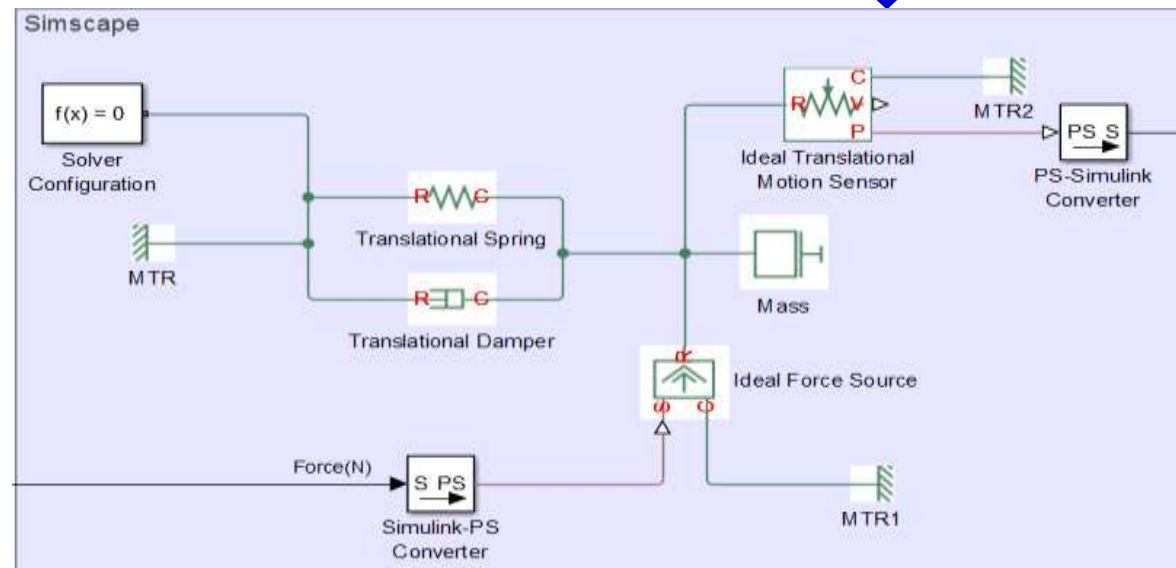 Simscape
f(x) = 0
Solver
Configuration
MTR
R C
Translational Spring
R C
Translational Damper
C
R V
P
Ideal Translational
Motion Sensor
MTR2
PS S
PS-Simulink
Converter
Mass
R
S C
Ideal Force Source
Force(N)
S PS
Simulink-PS
Converter
MTR1